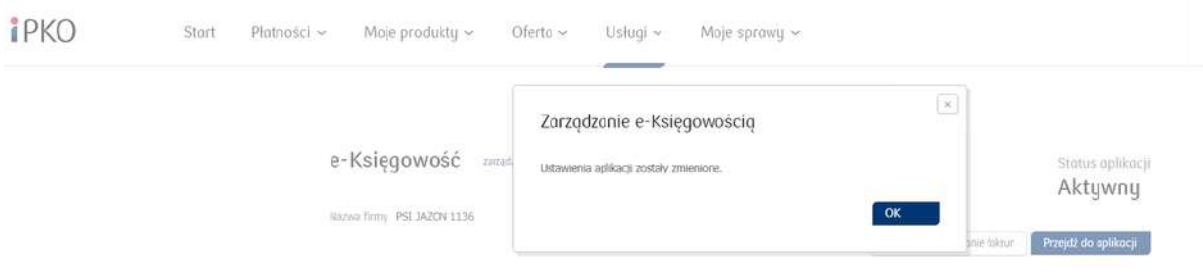 iPKO
Start Płatności Moje produkty Oferta Usługi Moje sprawy
Zarządzanie e-Księgowością
Ustawienia aplikacji zostały zmienione.
OK
e-Księgowość
Nazwa firmy PSI JAZON 1136
Status aplikacji
Aktywny
faktur
Przejdź do aplikacji